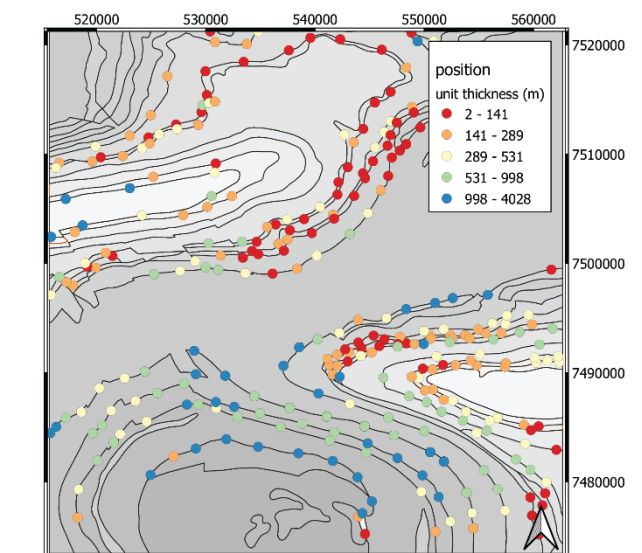 520000 530000 540000 550000 560000
7520000
position
unit thickness (m)
2 - 141
141 - 289
289 - 531
531 - 998
998 - 4028
7510000
7500000
7490000
7480000